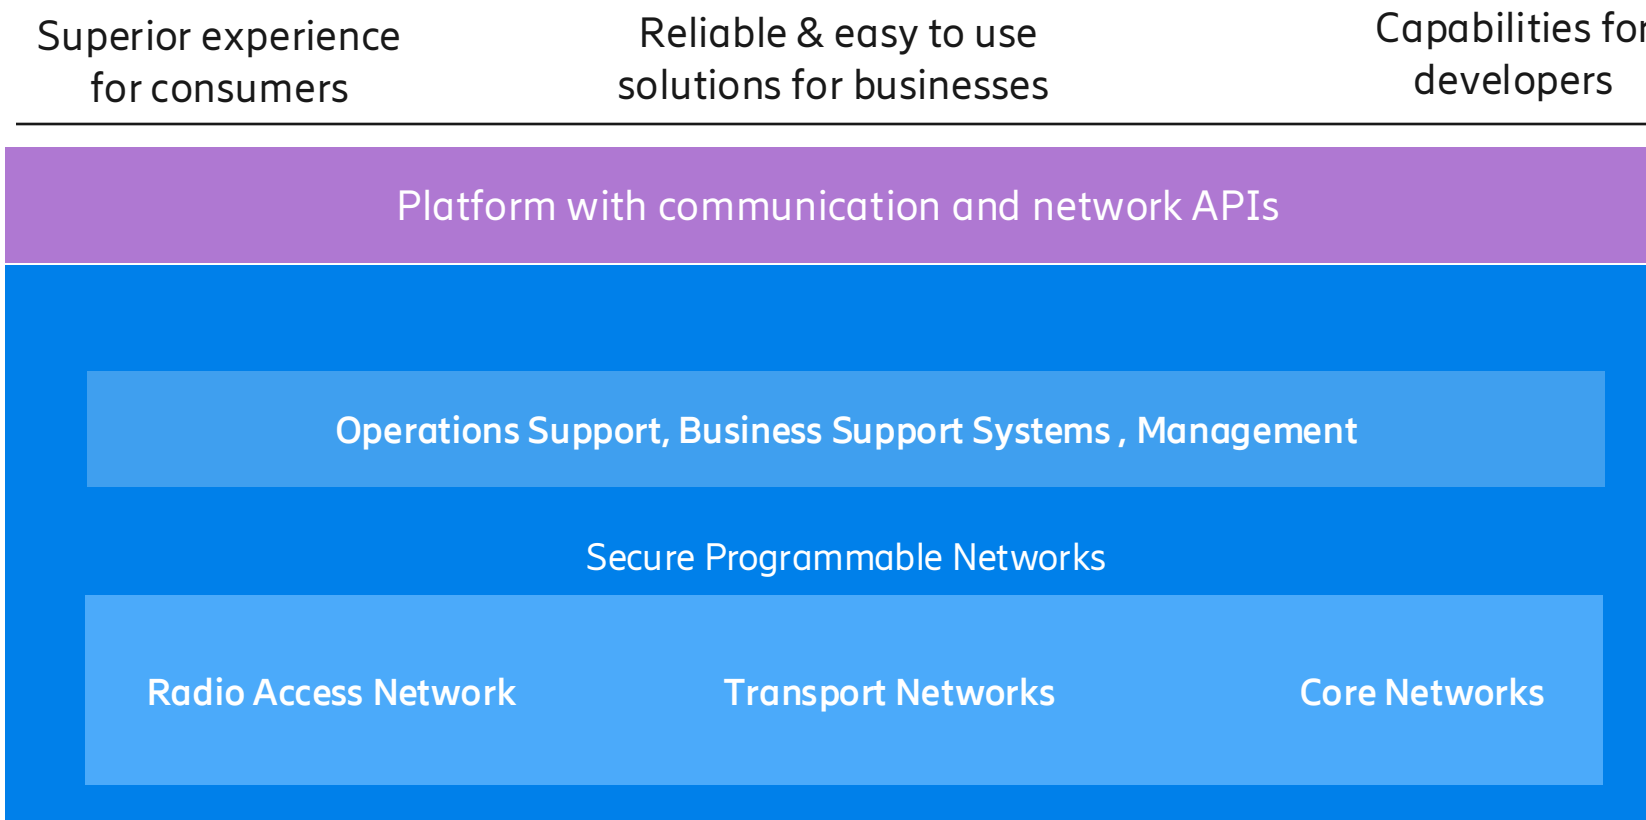 Superior experience
for consumers
Reliable & easy to use
solutions for businesses
Capabilities for
developers
Platform with communication and network APIs
Operations Support, Business Support Systems , Management
Secure Programmable Networks
Radio Access Network
Transport Networks
Core Networks